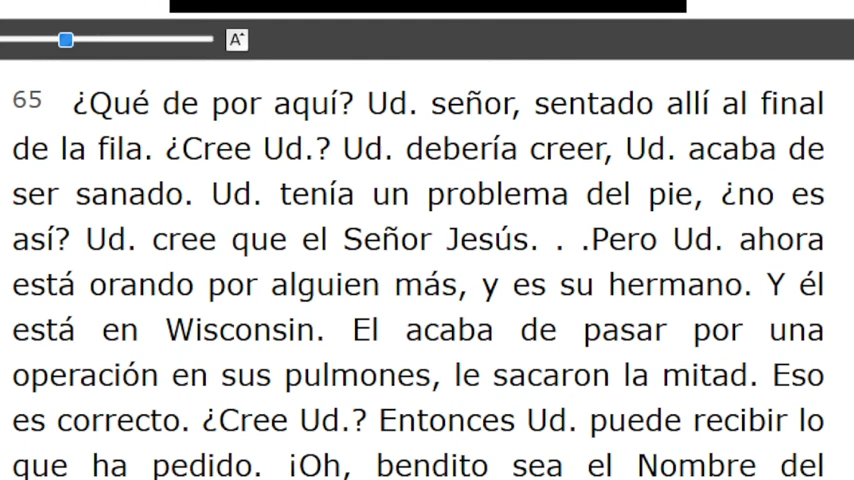 A
65 ¿Qué de por aquí? Ud. señor, sentado allí al final
de la fila. ¿Cree Ud.? Ud. debería creer, Ud. acaba de
ser sanado. Ud. tenía un problema del pie, ¿no es
así? Ud. cree que el Señor Jesús. . .Pero Ud. ahora
está orando por alguien más, y es su hermano. Y él
está en Wisconsin. El acaba de pasar por una
operación en sus pulmones, le sacaron la mitad. Eso
es correcto. ¿Cree Ud.? Entonces Ud. puede recibir lo
que ha pedido. ¡Oh, bendito sea el Nombre del